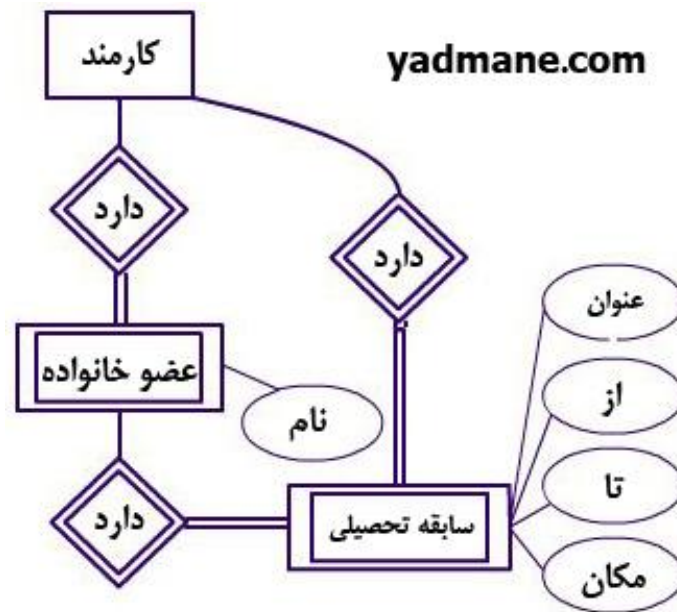 کارمند
yadmane.com
دارد
دارد
عنوان
عضو خانواده
از
نام
تا
دارد
سابقه تحصیلی
مکان